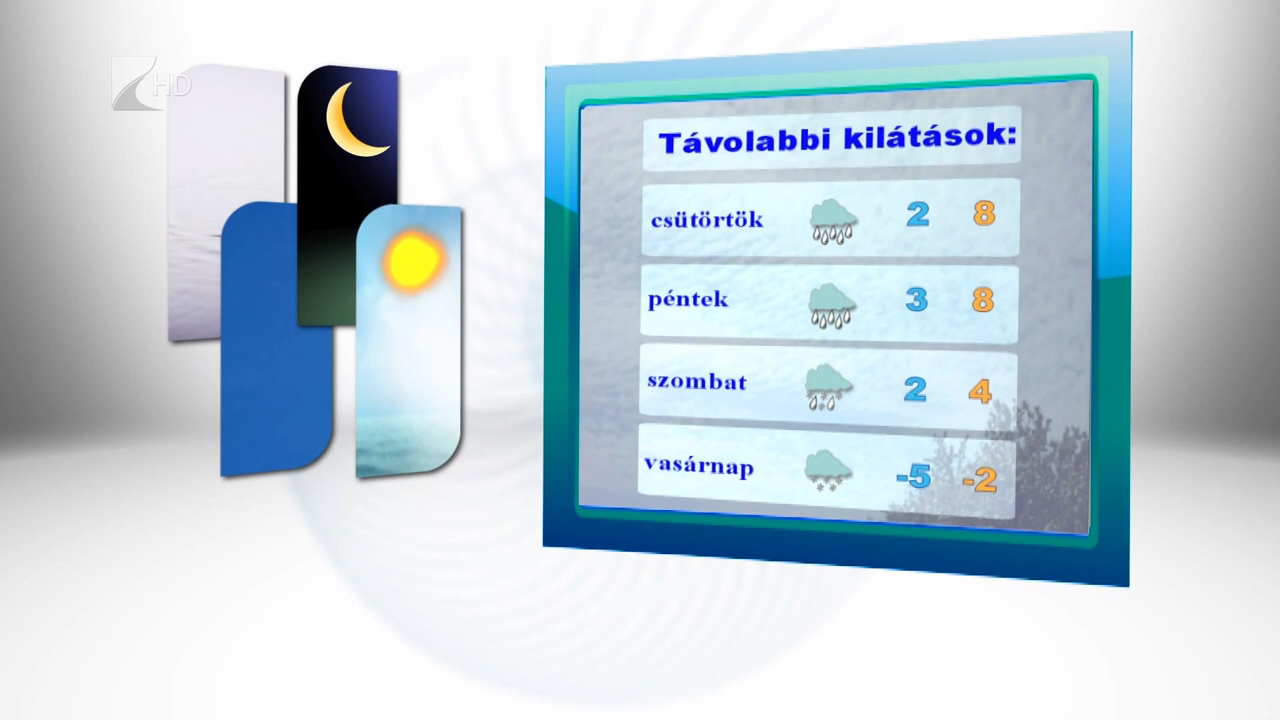 HD
Távolabbi kilátások:
csütörtök 2 8
péntek 3 8
szombat 2 4
vasárnap -5 -2